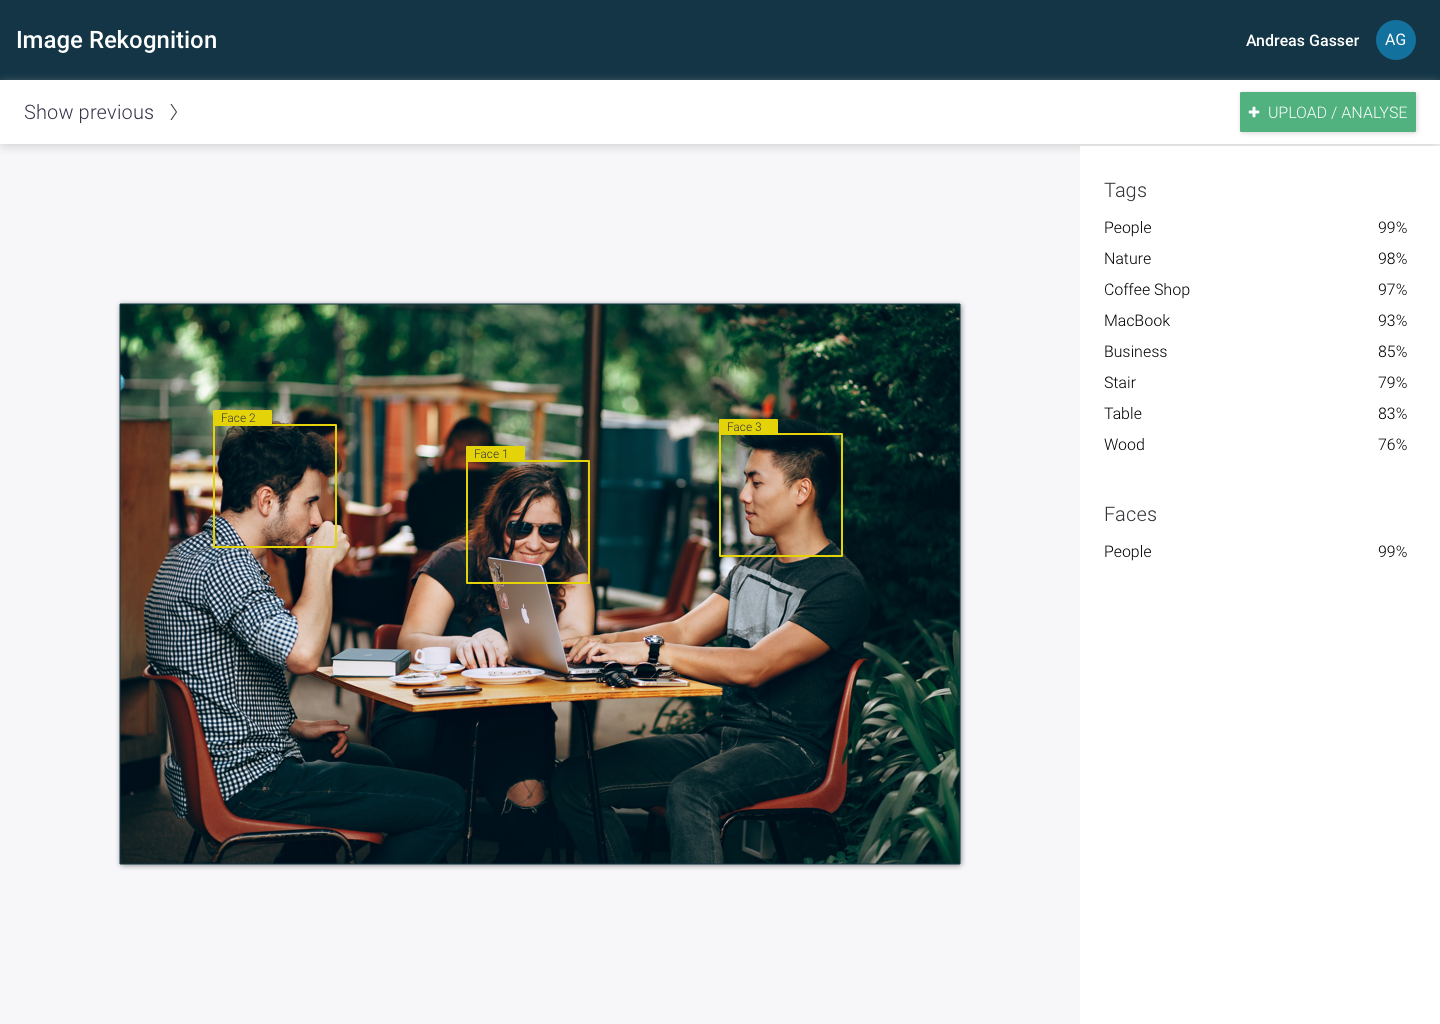 Image Rekognition
Andreas Gasser
AG
Show previous
UPLOAD / ANALYSE
Face 2
Face 1
Face 3
Tags
People 99%
Nature 98%
Coffee Shop 97%
MacBook 93%
Business 85%
Stair 79%
Table 83%
Wood 76%
Faces
People 99%